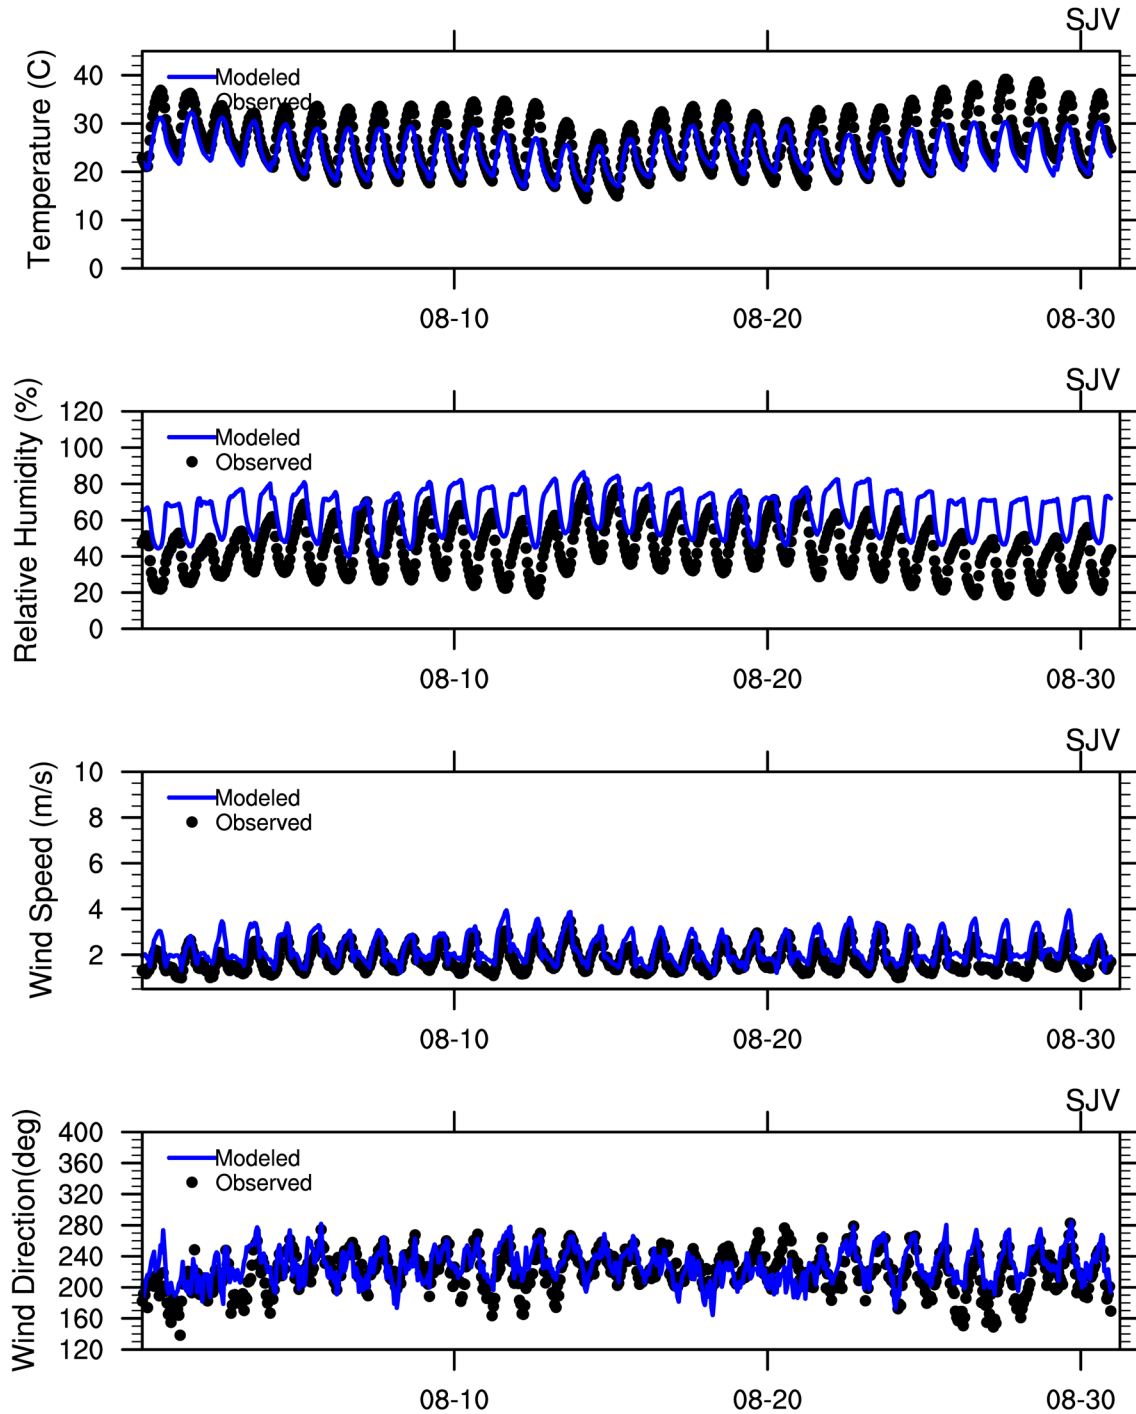 SJV
Temperature (C)
40
30
20
10
0
Modeled
Observed
08-10 08-20 08-30
SJV
Relative Humidity (%)
120
100
80
60
40
20
0
Modeled
Observed
08-10 08-20 08-30
SJV
Wind Speed (m/s)
10
8
6
4
2
Modeled
Observed
08-10 08-20 08-30
SJV
Wind Direction(deg)
400
360
320
280
240
200
160
120
Modeled
Observed
08-10 08-20 08-30